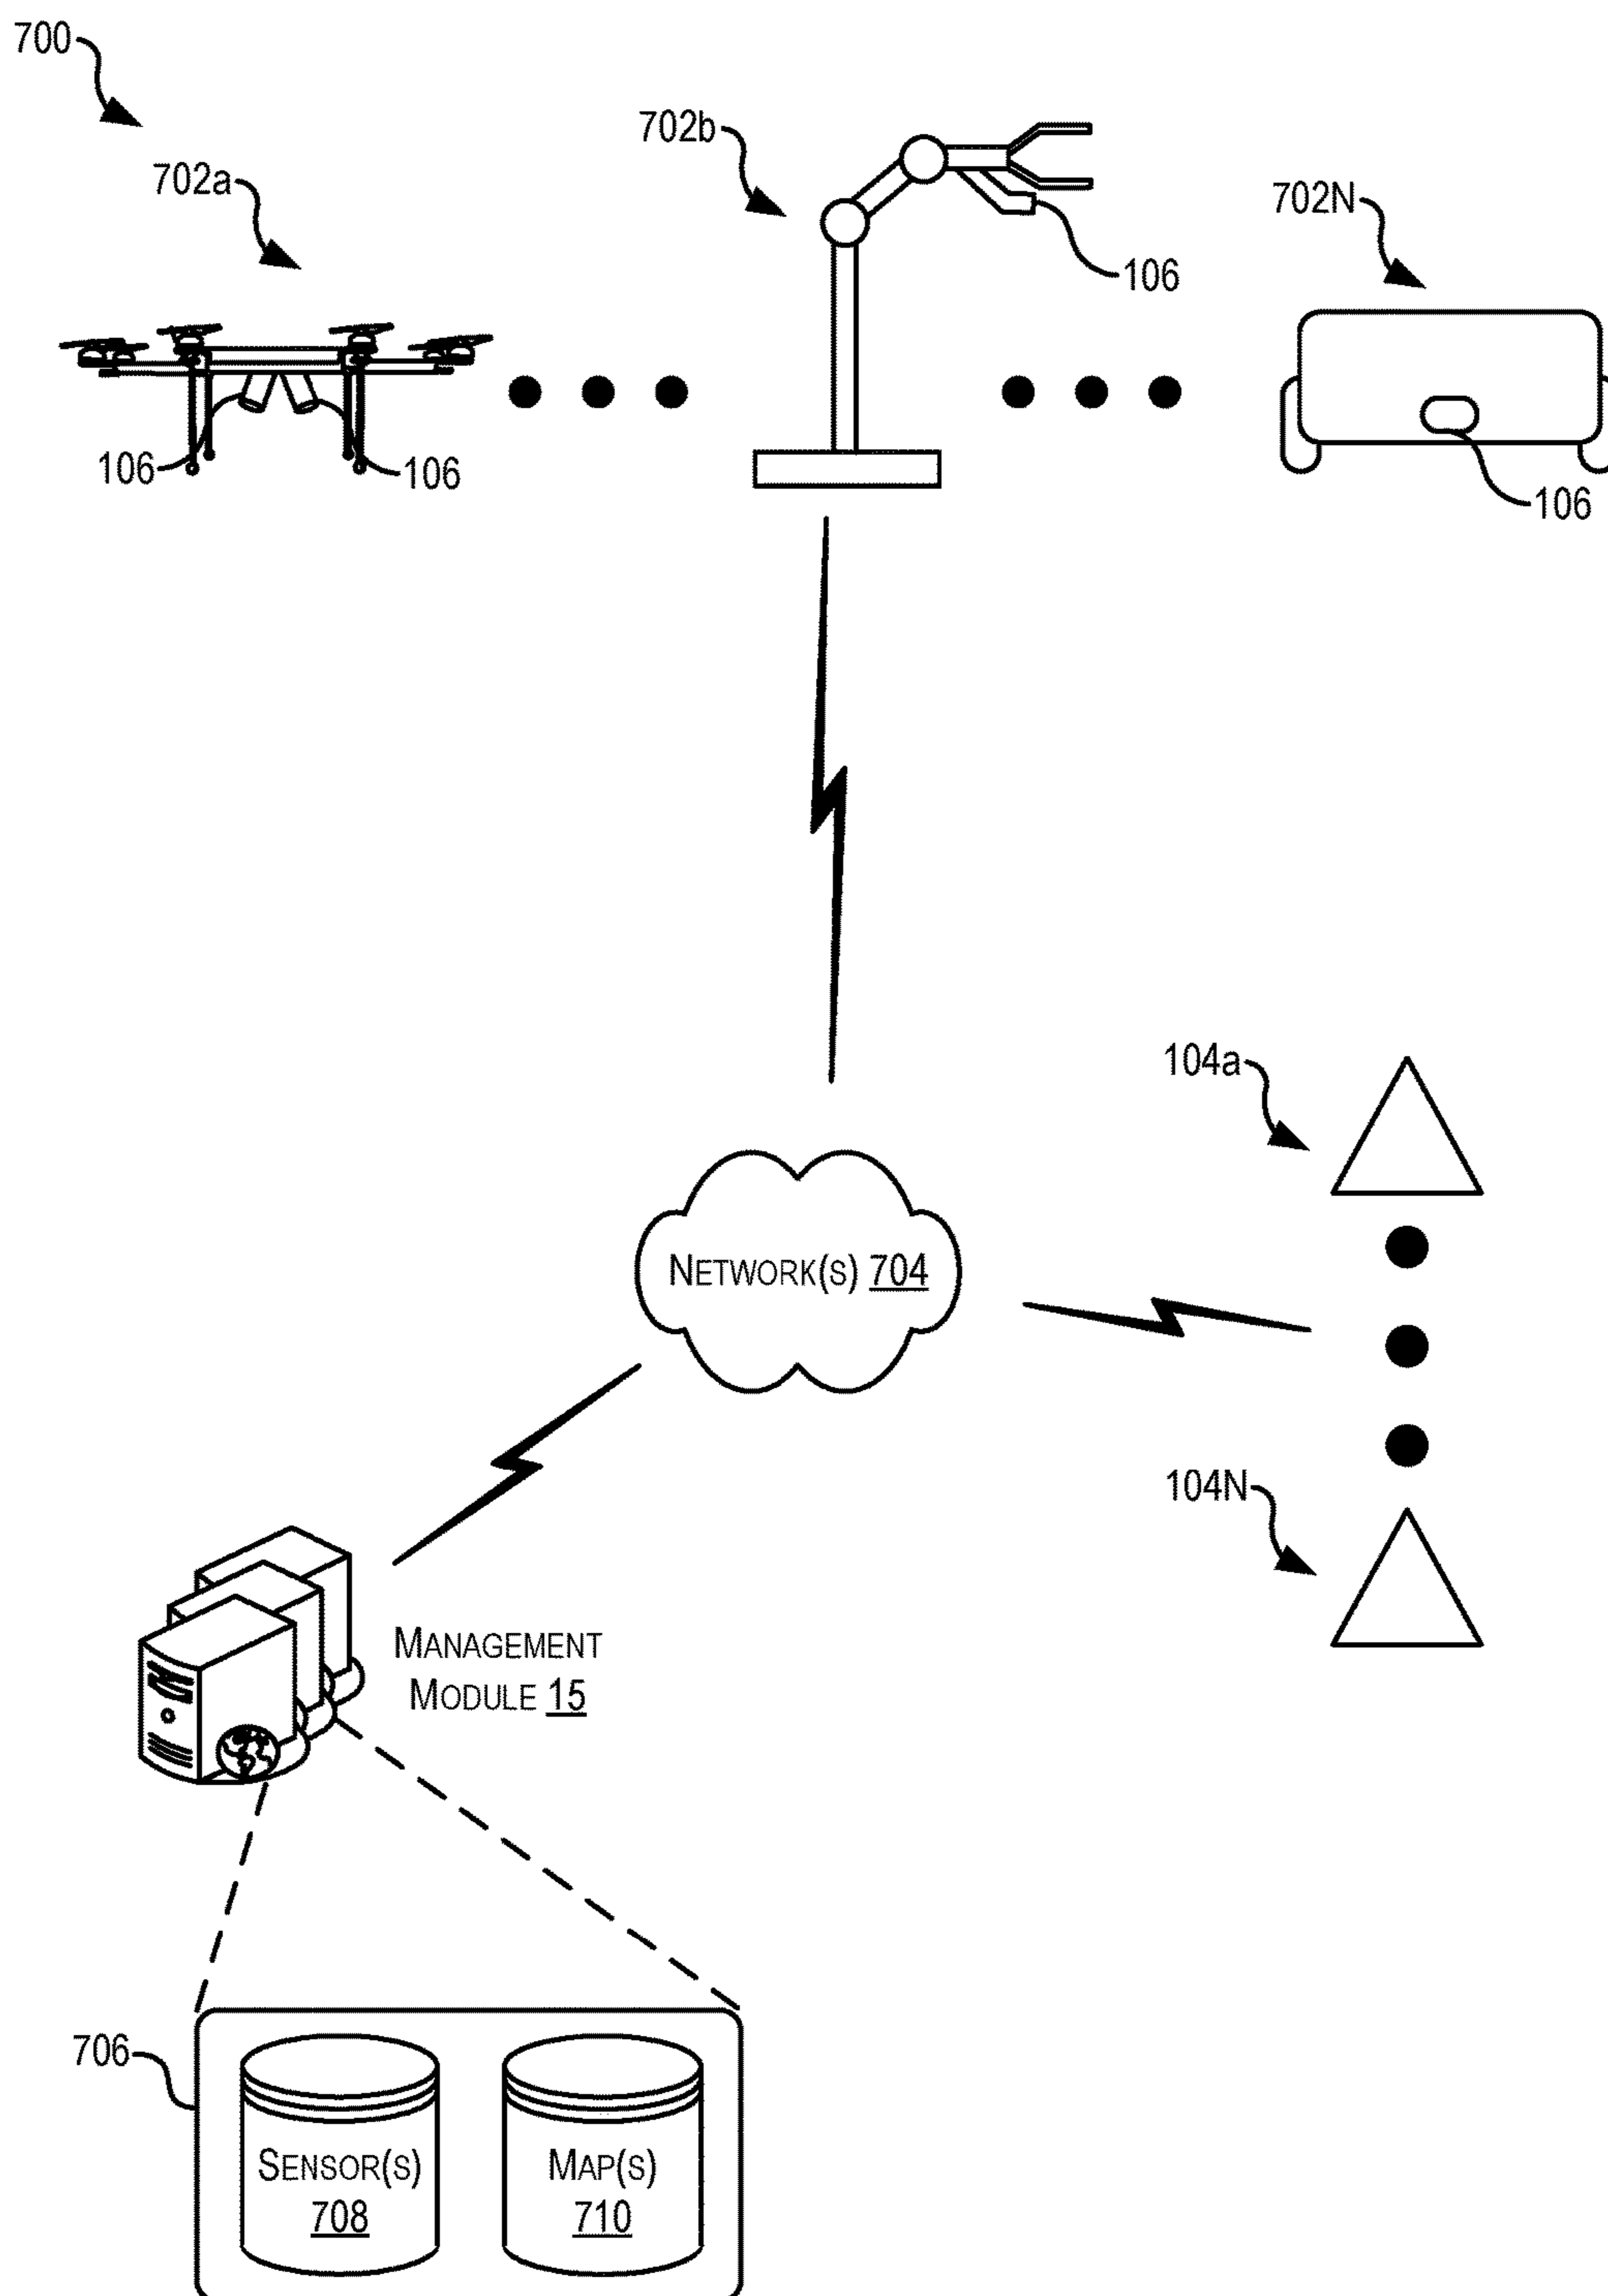 700
702a
702b
702N
106
106
106
106
104a
NETWORK(S) 704
104N
MANAGEMENT
MODULE 15
706
SENSOR(S)
708
MAP(S)
710